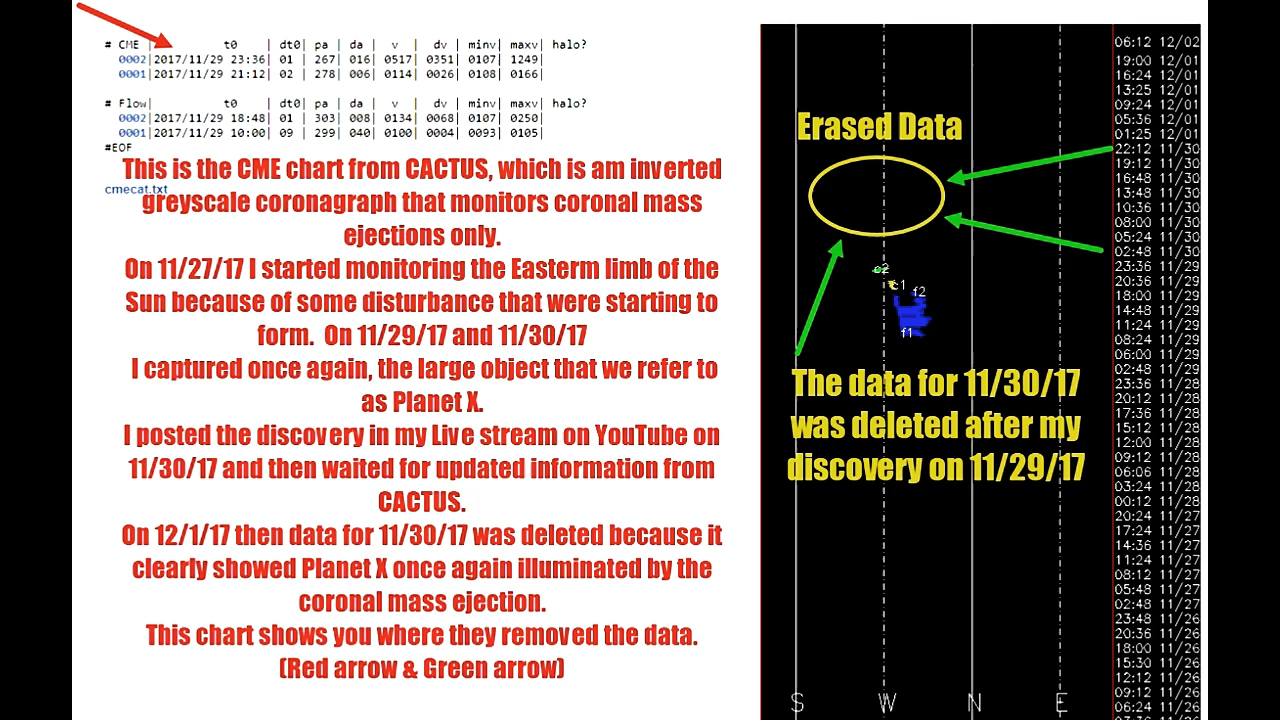 # CME | t0 | dt0| pa | da | v | dv | minv| maxv| halo?
0002|2017/11/29 23:36| 01 | 267| 016| 0517| 0351| 0107| 1249|
0001|2017/11/29 21:12| 02 | 278| 006| 0114| 0026| 0108| 0166|
# Flow| t0 | dt0| pa | da | v | dv | minv| maxv| halo?
0002|2017/11/29 18:48| 01 | 303| 008| 0134| 0068| 0107| 0250|
0001|2017/11/29 10:00| 09 | 299| 040| 0100| 0004| 0093| 0105|
#EOF
This is the CME chart from CACTUS, which is am inverted
cmecat.txt
greyscale coronagraph that monitors coronal mass
ejections only.
On 11/27/17 I started monitoring the Easterm limb of the
Sun because of some disturbance that were starting to
form. On 11/29/17 and 11/30/17
I captured once again, the large object that we refer to
as Planet X.
I posted the discovery in my Live stream on YouTube on
11/30/17 and then waited for updated information from
CACTUS.
On 12/1/17 then data for 11/30/17 was deleted because it
clearly showed Planet X once again illuminated by the
coronal mass ejection.
This chart shows you where they removed the data.
(Red arrow & Green arrow)
Erased Data
c2
c1
f2
f1
The data for 11/30/17
was deleted after my
discovery on 11/29/17
S W N E
06:12 12/02
19:00 12/01
16:24 12/01
13:25 12/01
09:24 12/01
05:36 12/01
01:25 12/01
22:12 11/30
19:12 11/30
16:48 11/30
13:48 11/30
10:36 11/30
08:00 11/30
05:24 11/30
02:48 11/30
23:36 11/29
20:36 11/29
18:00 11/29
14:48 11/29
11:24 11/29
08:24 11/29
06:00 11/29
02:48 11/29
23:36 11/28
20:12 11/28
17:36 11/28
15:12 11/28
12:00 11/28
09:12 11/28
06:06 11/28
03:24 11/28
00:12 11/28
20:24 11/27
17:24 11/27
14:36 11/27
11:24 11/27
08:12 11/27
05:48 11/27
02:48 11/27
23:48 11/26
20:36 11/26
18:00 11/26
15:30 11/26
12:12 11/26
09:12 11/26
06:24 11/26